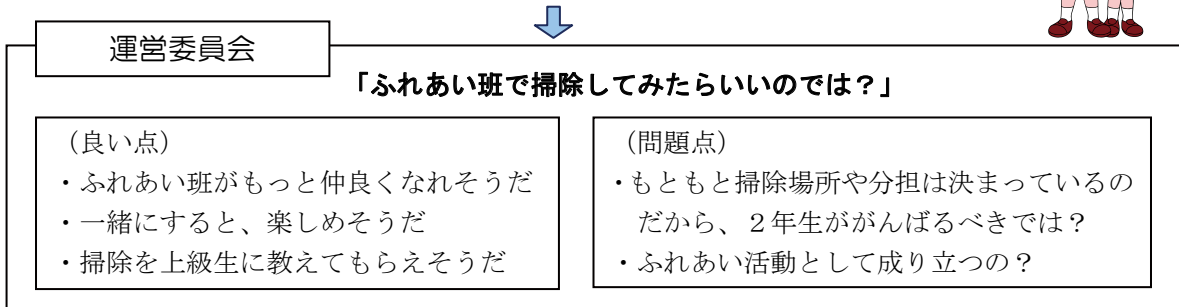 運営委員会
「ふれあい班で掃除してみたらいいのでは？」
（良い点）
・ふれあい班がもっと仲良くなれそうだ
・一緒にすると、楽しめそうだ
・掃除を上級生に教えてもらえそうだ
（問題点）
・もともと掃除場所や分担は決まっているの
だから、２年生ががんばるべきでは？
・ふれあい活動として成り立つの？